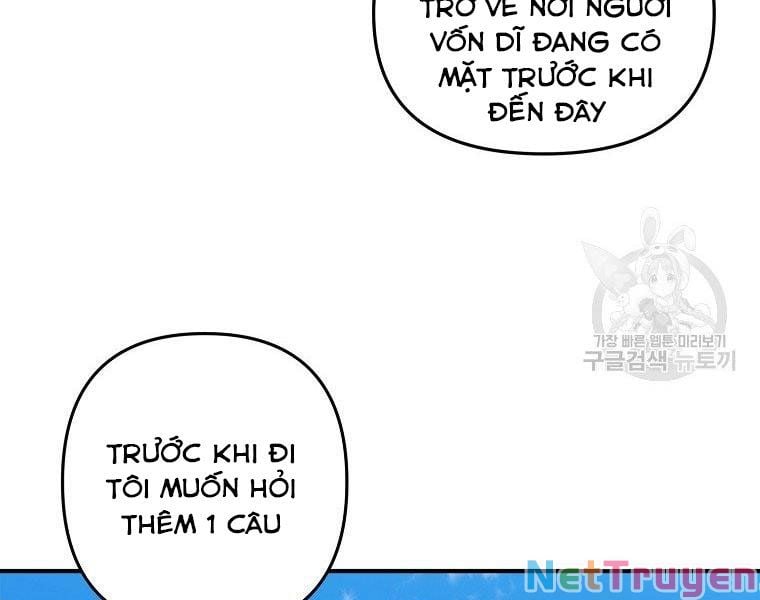 TRỞ VỀ NƠI NGƯƠI
VỐN DĨ ĐANG CÓ
MẶT TRƯỚC KHI
ĐẾN ĐÂY
가장 빠른 웹툰 미리보기
구글검색 뉴토끼
TRƯỚC KHI ĐI
TÔI MUỐN HỎI
THÊM 1 CÂU
NetTruyen